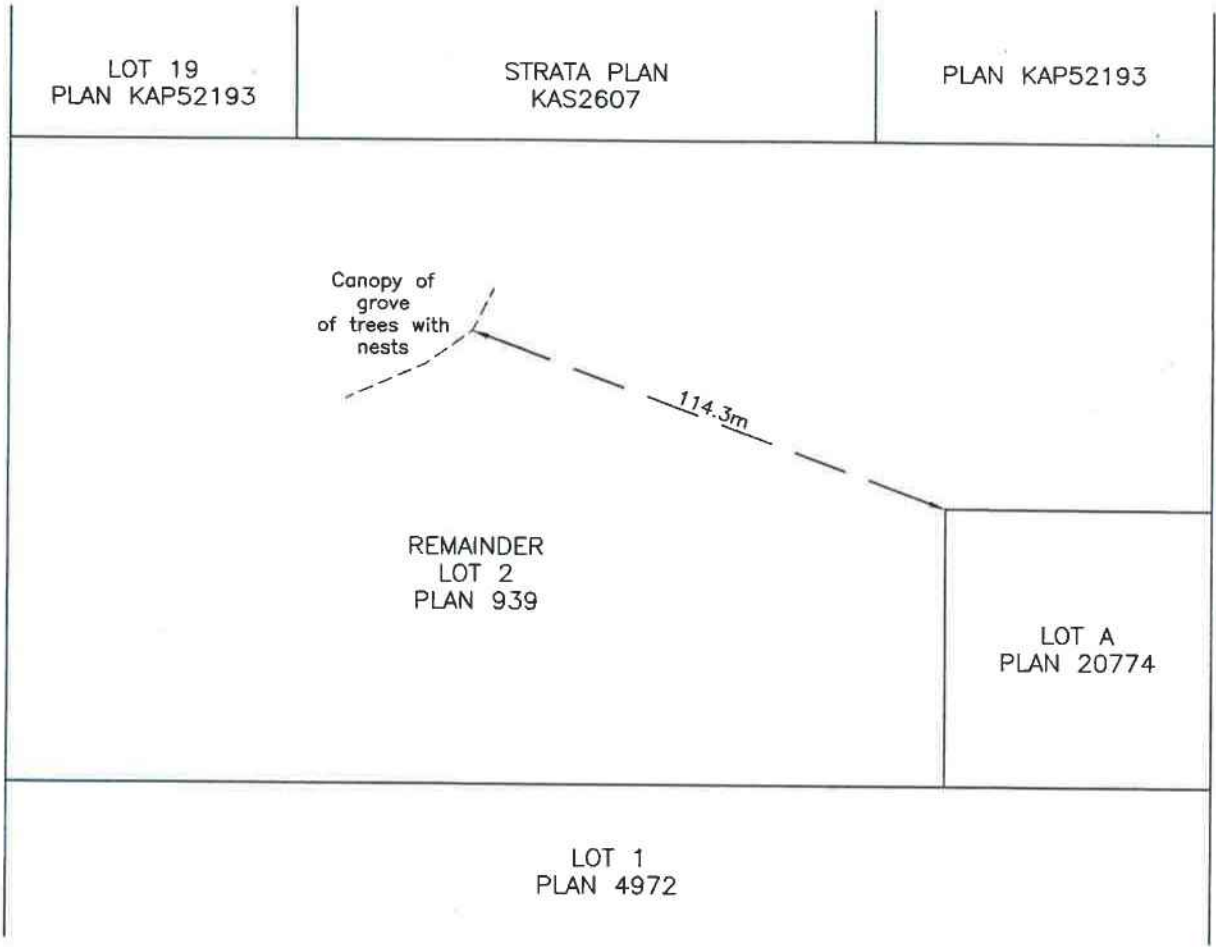 LOT 19
PLAN KAP52193
STRATA PLAN
KAS2607
PLAN KAP52193
Canopy of
grove
of trees with
nests
114.3m
REMAINDER
LOT 2
PLAN 939
LOT A
PLAN 20774
LOT 1
PLAN 4972